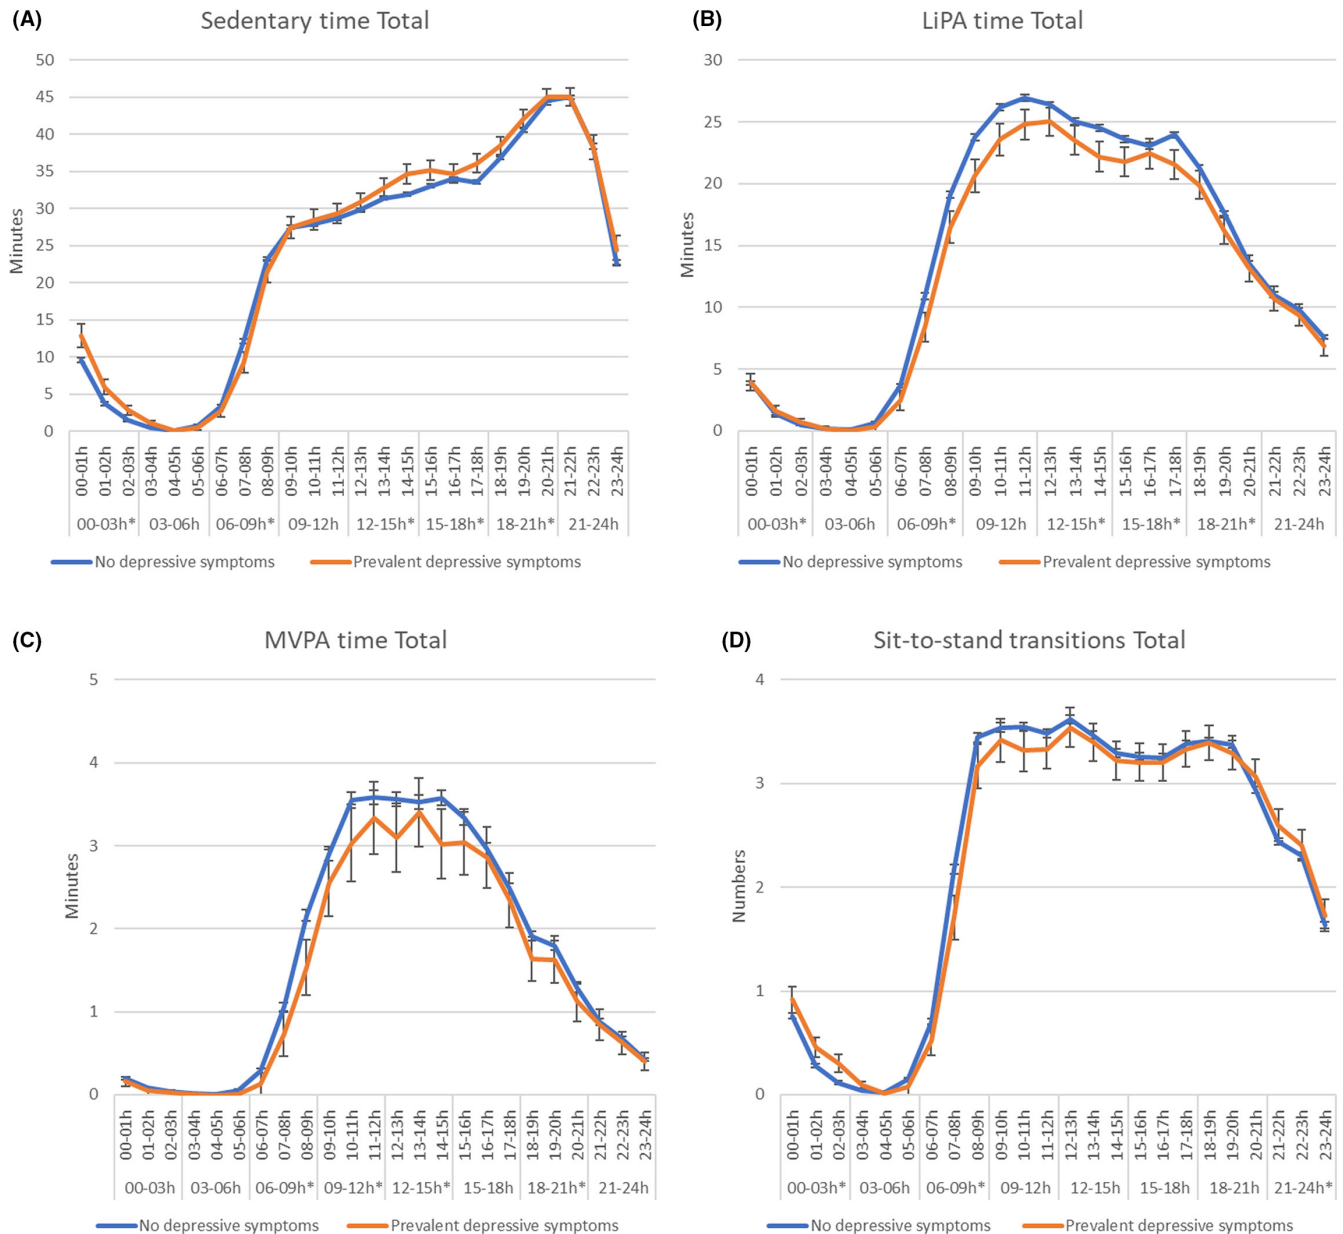 (A) Sedentary time Total
50
45
40
35
30
25
20
15
10
5
0
Minutes
00-01h 01-02h 02-03h 03-04h 04-05h 05-06h 06-07h 07-08h 08-09h 09-10h 10-11h 11-12h 12-13h 13-14h 14-15h 15-16h 16-17h 17-18h 18-19h 19-20h 20-21h 21-22h 22-23h 23-24h
00-03h* 03-06h 06-09h* 09-12h 12-15h* 15-18h* 18-21h* 21-24h
No depressive symptoms Prevalent depressive symptoms
(B) LiPA time Total
30
25
20
15
10
5
0
Minutes
00-01h 01-02h 02-03h 03-04h 04-05h 05-06h 06-07h 07-08h 08-09h 09-10h 10-11h 11-12h 12-13h 13-14h 14-15h 15-16h 16-17h 17-18h 18-19h 19-20h 20-21h 21-22h 22-23h 23-24h
00-03h* 03-06h 06-09h* 09-12h 12-15h* 15-18h* 18-21h* 21-24h
No depressive symptoms Prevalent depressive symptoms
(C) MVPA time Total
5
4
3
2
1
0
Minutes
00-01h 01-02h 02-03h 03-04h 04-05h 05-06h 06-07h 07-08h 08-09h 09-10h 10-11h 11-12h 12-13h 13-14h 14-15h 15-16h 16-17h 17-18h 18-19h 19-20h 20-21h 21-22h 22-23h 23-24h
00-03h 03-06h 06-09h* 09-12h* 12-15h* 15-18h 18-21h* 21-24h
No depressive symptoms Prevalent depressive symptoms
(D) Sit-to-stand transitions Total
4
3
2
1
0
Numbers
00-01h 01-02h 02-03h 03-04h 04-05h 05-06h 06-07h 07-08h 08-09h 09-10h 10-11h 11-12h 12-13h 13-14h 14-15h 15-16h 16-17h 17-18h 18-19h 19-20h 20-21h 21-22h 22-23h 23-24h
00-03h* 03-06h 06-09h* 09-12h 12-15h 15-18h 18-21h 21-24h*
No depressive symptoms Prevalent depressive symptoms